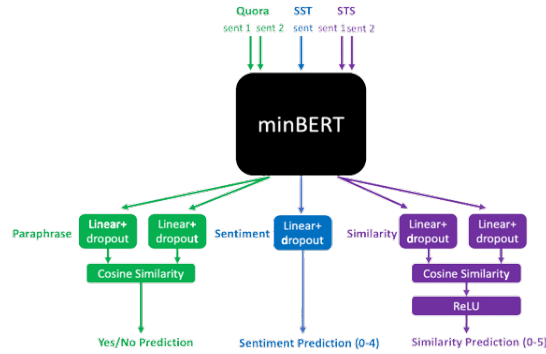 Quora SST STS
sent 1 sent 2 sent sent 1 sent 2
minBERT
Paraphrase
Linear+
dropout
Linear+
dropout
Sentiment
Linear+
dropout
Similarity
Linear+
dropout
Linear+
dropout
Cosine Similarity
Cosine Similarity
ReLU
Yes/No Prediction
Sentiment Prediction (0-4)
Similarity Prediction (0-5)